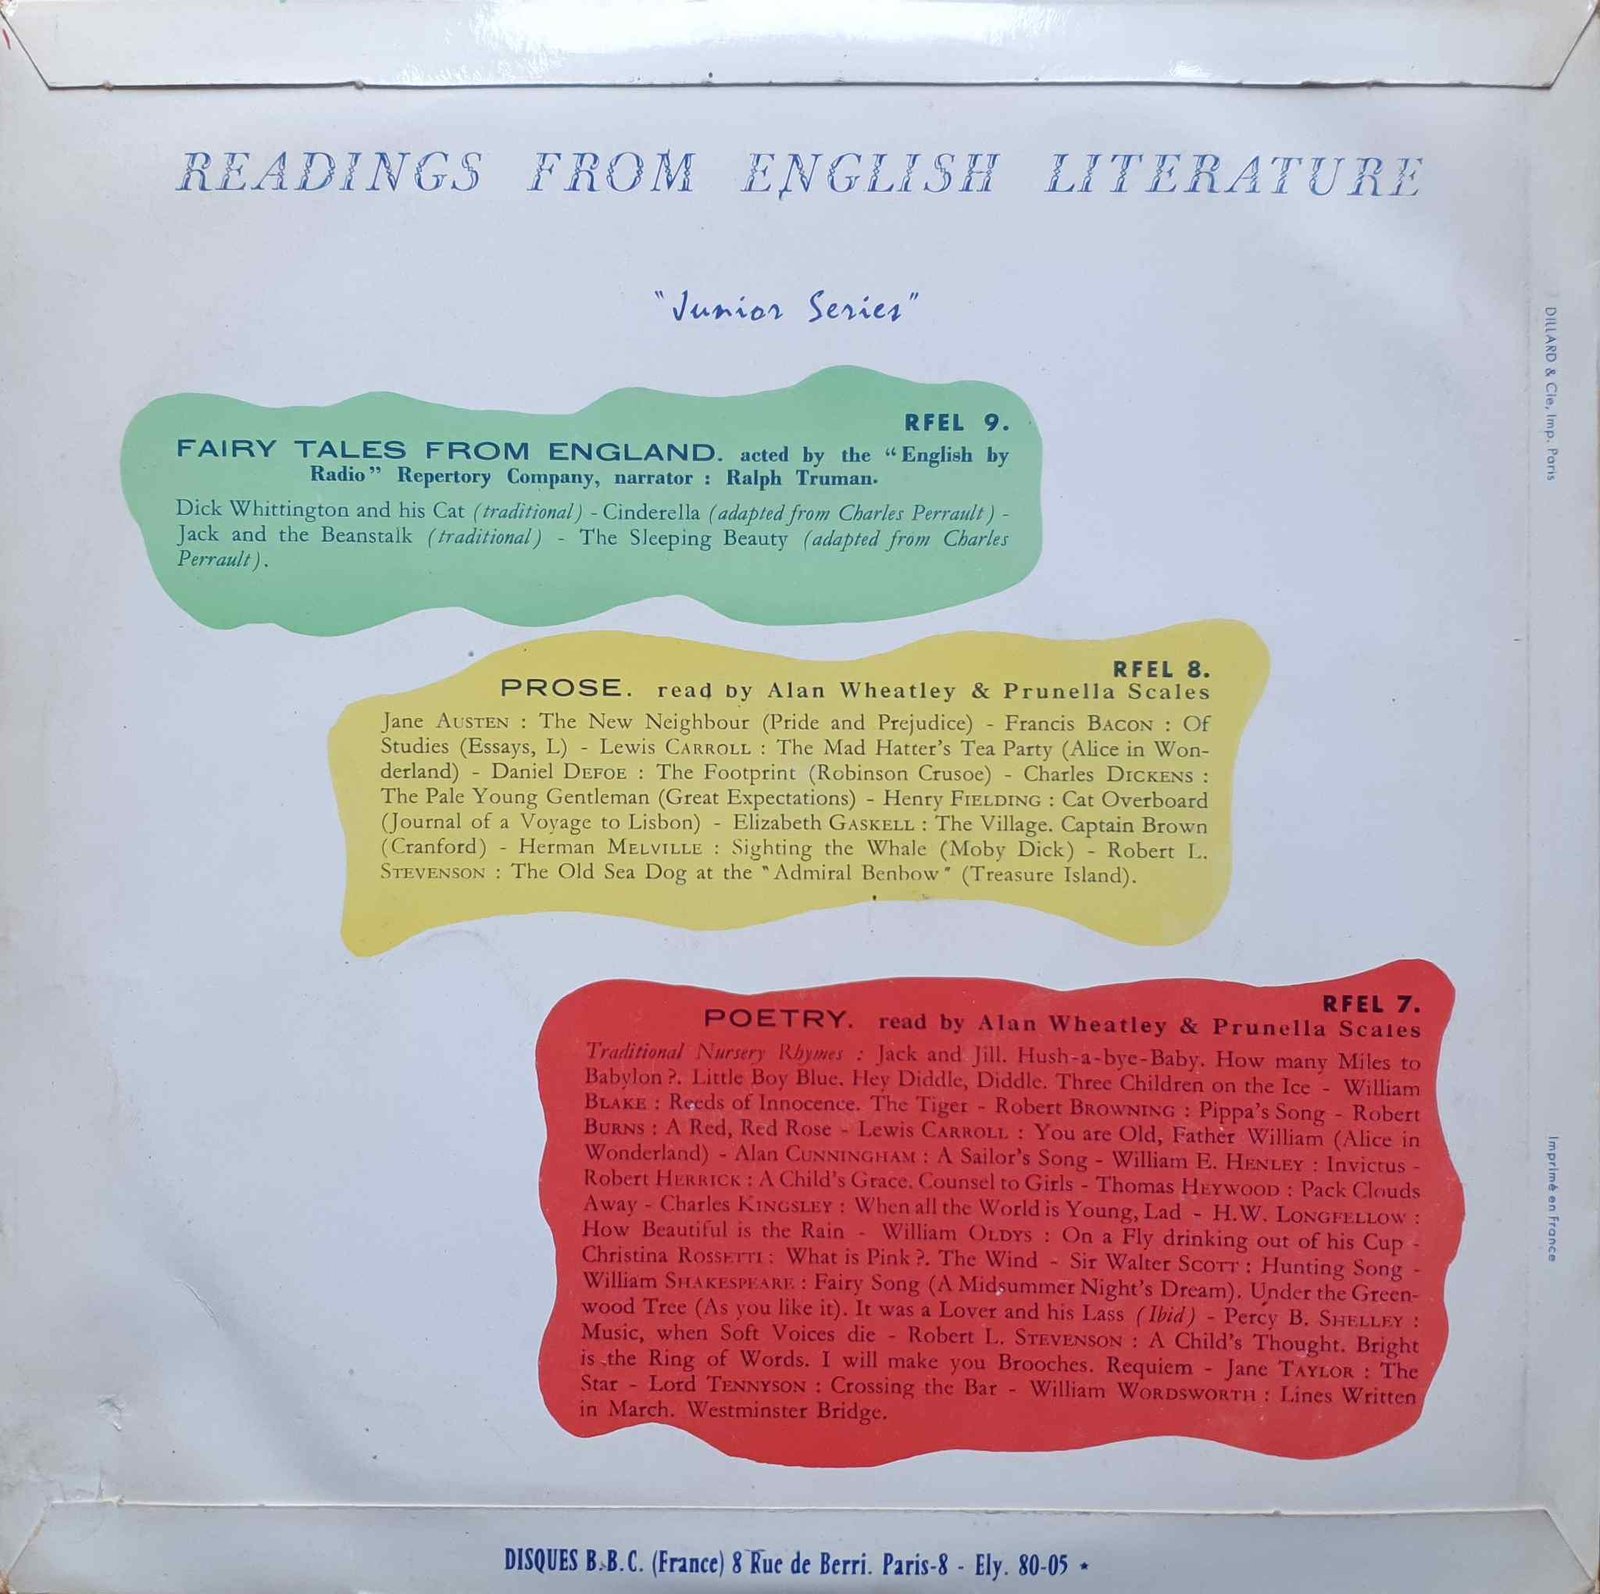 READINGS FROM ENGLISH LITERATURE
"Junior Series"
RFEL 9.
FAIRY TALES FROM ENGLAND. acted by the "English by
Radio" Repertory Company, narrator : Ralph Truman.
Dick Whittington and his Cat (traditional) - Cinderella (adapted from Charles Perrault) -
Jack and the Beanstalk (traditional) - The Sleeping Beauty (adapted from Charles
Perrault).
RFEL 8.
PROSE. read by Alan Wheatley & Prunella Scales
Jane AUSTEN : The New Neighbour (Pride and Prejudice) - Francis BACON : Of
Studies (Essays, L) - Lewis CARROLL : The Mad Hatter's Tea Party (Alice in Won-
derland) - Daniel DEFOE : The Footprint (Robinson Crusoe) - Charles DICKENS :
The Pale Young Gentleman (Great Expectations) - Henry FIELDING : Cat Overboard
(Journal of a Voyage to Lisbon) - Elizabeth GASKELL : The Village. Captain Brown
(Cranford) - Herman MELVILLE : Sighting the Whale (Moby Dick) - Robert L.
STEVENSON : The Old Sea Dog at the "Admiral Benbow" (Treasure Island).
RFEL 7.
POETRY. read by Alan Wheatley & Prunella Scales
Traditional Nursery Rhymes : Jack and Jill. Hush-a-bye-Baby. How many Miles to
Babylon ?. Little Boy Blue. Hey Diddle, Diddle. Three Children on the Ice - William
BLAKE : Reeds of Innocence. The Tiger - Robert BROWNING : Pippa's Song - Robert
BURNS : A Red, Red Rose - Lewis CARROLL : You are Old, Father William (Alice in
Wonderland) - Alan CUNNINGHAM : A Sailor's Song - William E. HENLEY : Invictus -
Robert HERRICK : A Child's Grace. Counsel to Girls - Thomas HEYWOOD : Pack Clouds
Away - Charles KINGSLEY : When all the World is Young, Lad - H.W. LONGFELLOW :
How Beautiful is the Rain - William OLDYS : On a Fly drinking out of his Cup -
Christina ROSSETTI : What is Pink ?. The Wind - Sir Walter SCOTT : Hunting Song -
William SHAKESPEARE : Fairy Song (A Midsummer Night's Dream). Under the Green-
wood Tree (As you like it). It was a Lover and his Lass (Ibid) - Percy B. SHELLEY :
Music, when Soft Voices die - Robert L. STEVENSON : A Child's Thought. Bright
is the Ring of Words. I will make you Brooches. Requiem - Jane TAYLOR : The
Star - Lord TENNYSON : Crossing the Bar - William WORDSWORTH : Lines Written
in March. Westminster Bridge.
DISQUES B.B.C. (France) 8 Rue de Berri. Paris-8 - Ely. 80-05 *
DILLARD & Cie, Imp. Paris
Imprimé en France